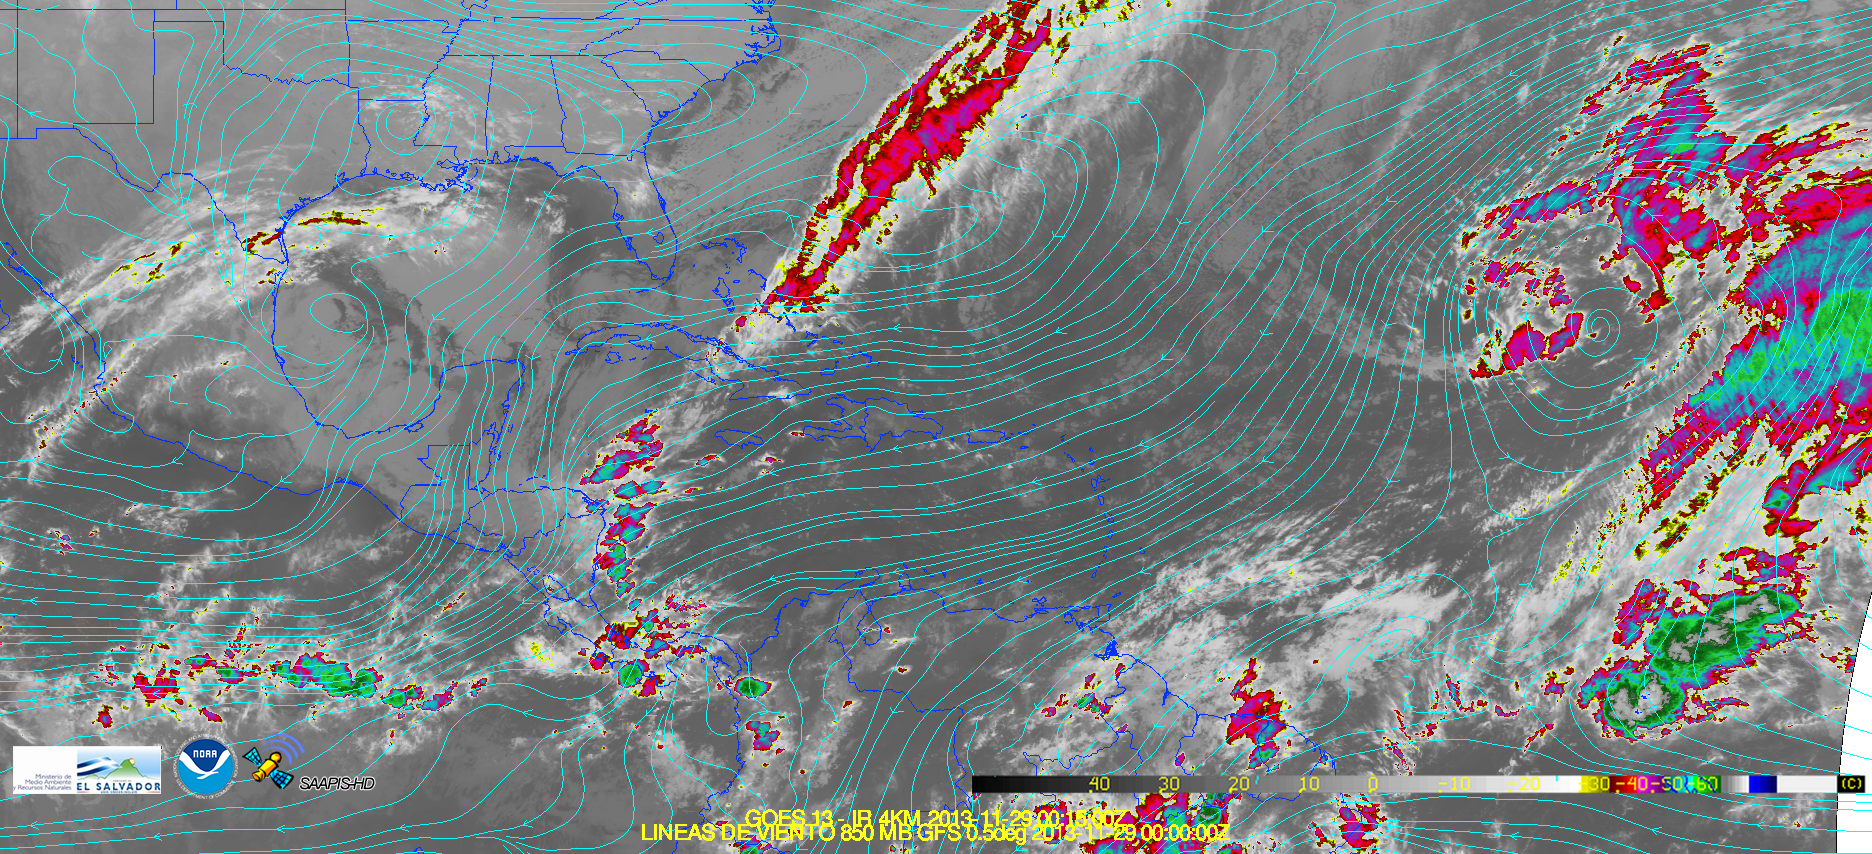 Ministerio de
Medio Ambiente
y Recursos Naturales
EL SALVADOR
NOAA
SAAPIS-HD
40 30 20 10 0 -10 -20 -30 -40 -50 -60 (C)
GOES 13 - IR 4KM 2013-11-29 00:15:00Z
LINEAS DE VIENTO 850 MB GFS 0.5deg 2013-11-29 00:00:00Z